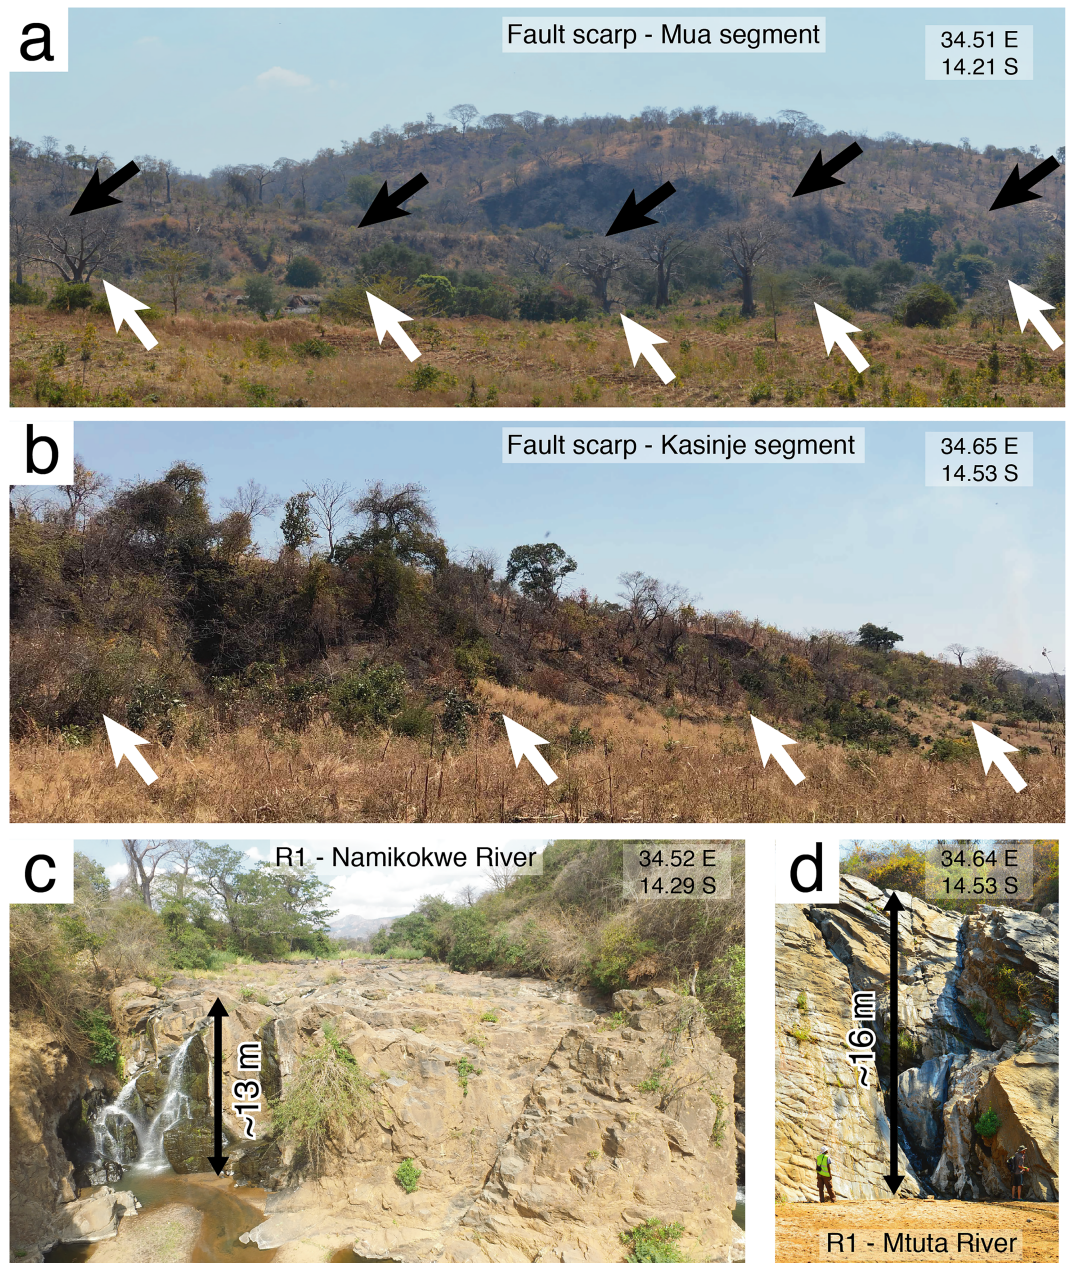 a
Fault scarp - Mua segment
34.51 E
14.21 S
b
Fault scarp - Kasinje segment
34.65 E
14.53 S
c
R1 - Namikokwe River
34.52 E
14.29 S
~13 m
d
34.64 E
14.53 S
~16 m
R1 - Mtuta River